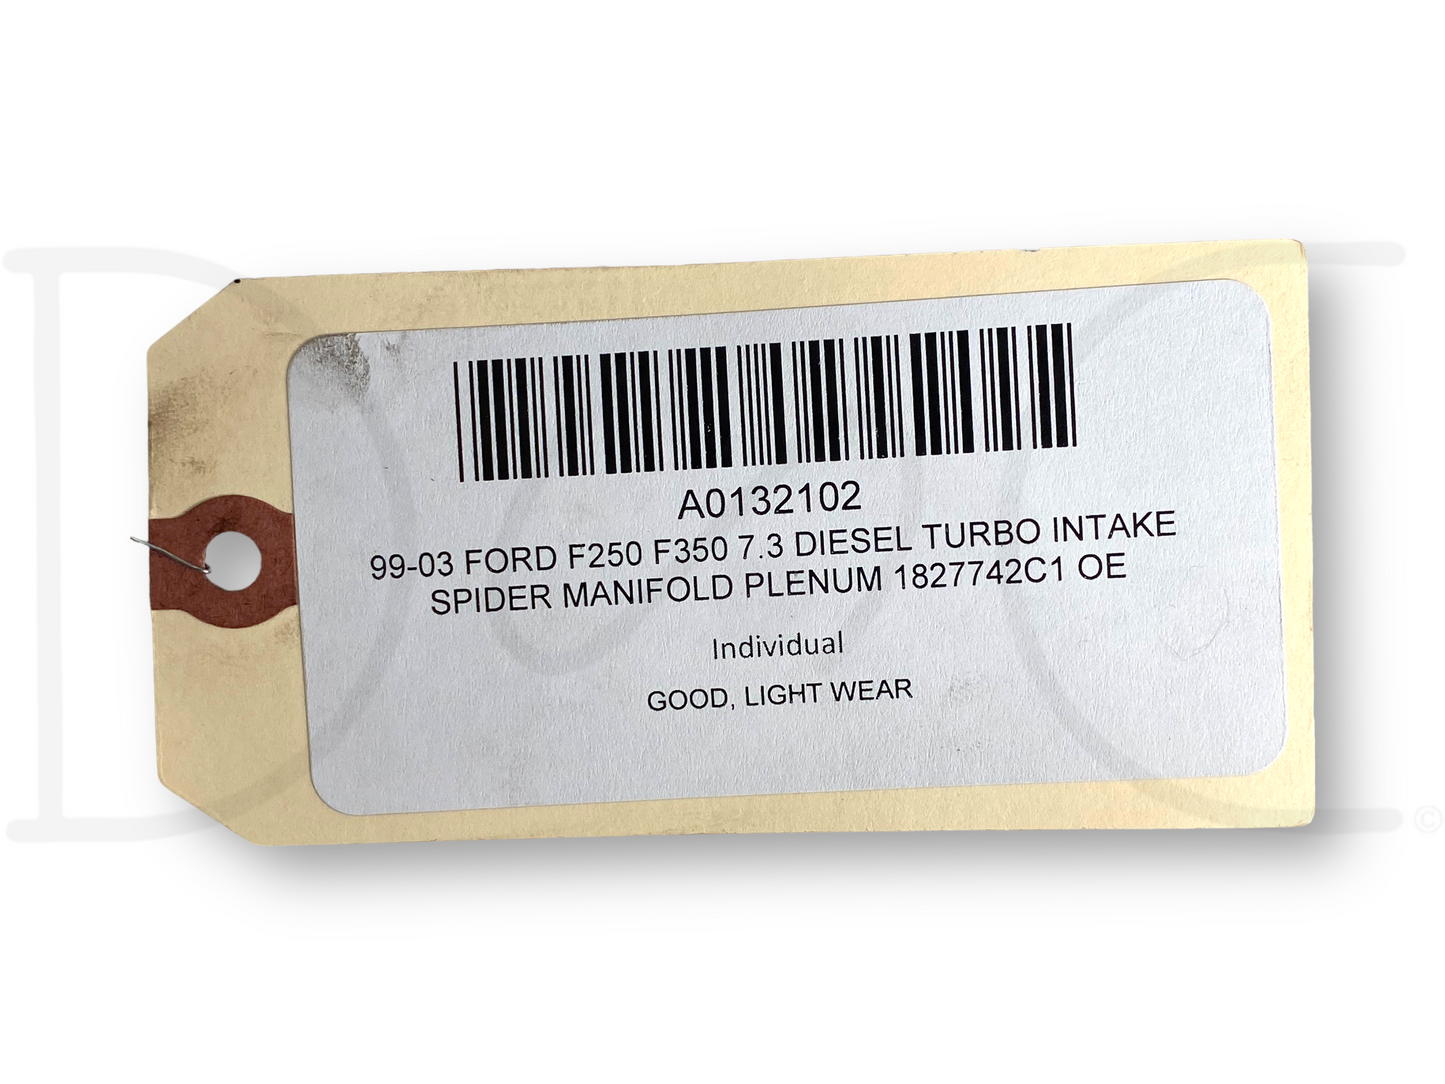 A0132102
99-03 FORD F250 F350 7.3 DIESEL TURBO INTAKE
SPIDER MANIFOLD PLENUM 1827742C1 OE
Individual
GOOD, LIGHT WEAR
©